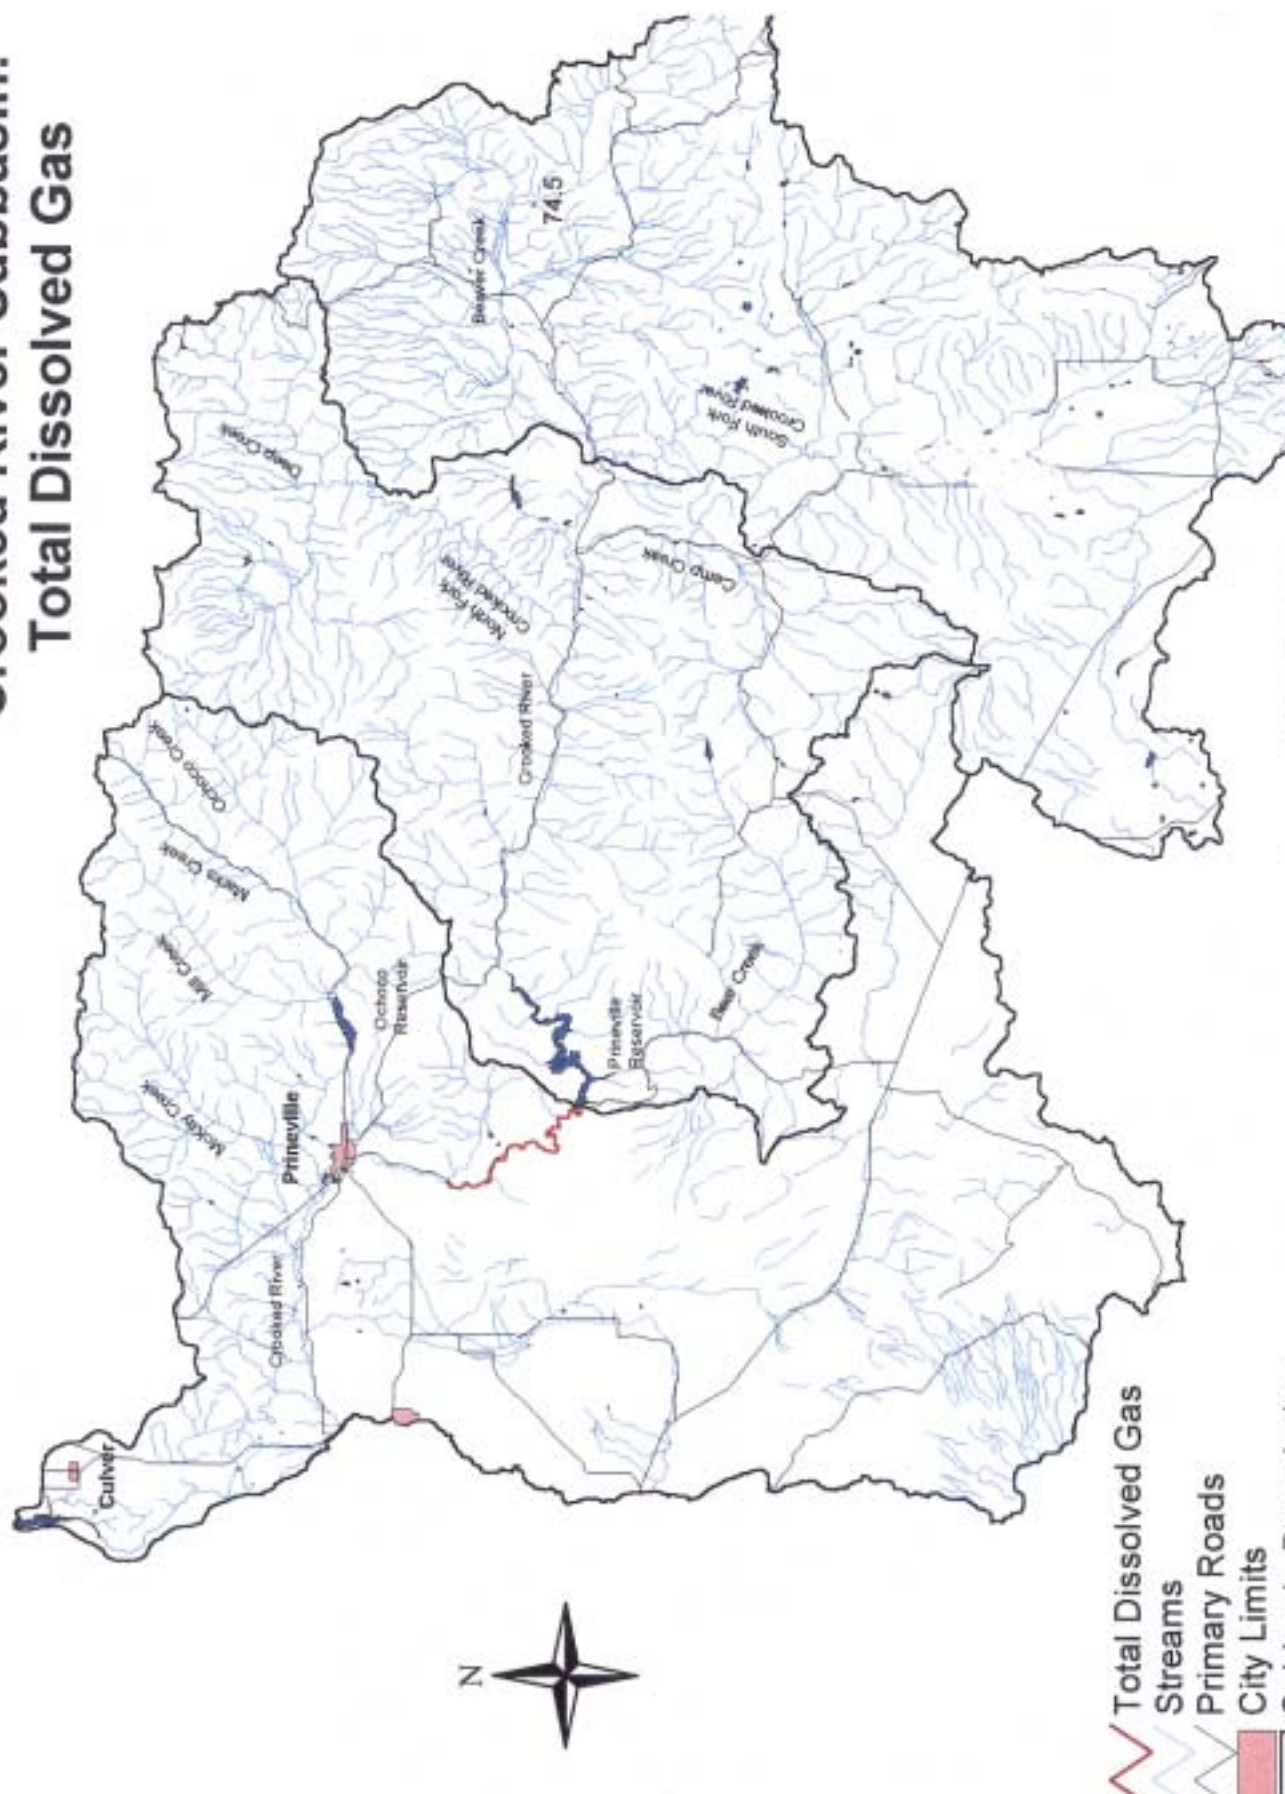 Total Dissolved Gas
Culver
Prineville
McKay Creek
Mill Creek
Marks Creek
Ochoco Creek
Deep Creek
Crooked River
Ochoco
Reservoir
Prineville
Reservoir
Crooked River
North Fork
Crooked River
Beaver Creek
74.5
South Fork
Crooked River
Camp Creek
Bear Creek
N
Total Dissolved Gas
Streams
Primary Roads
City Limits